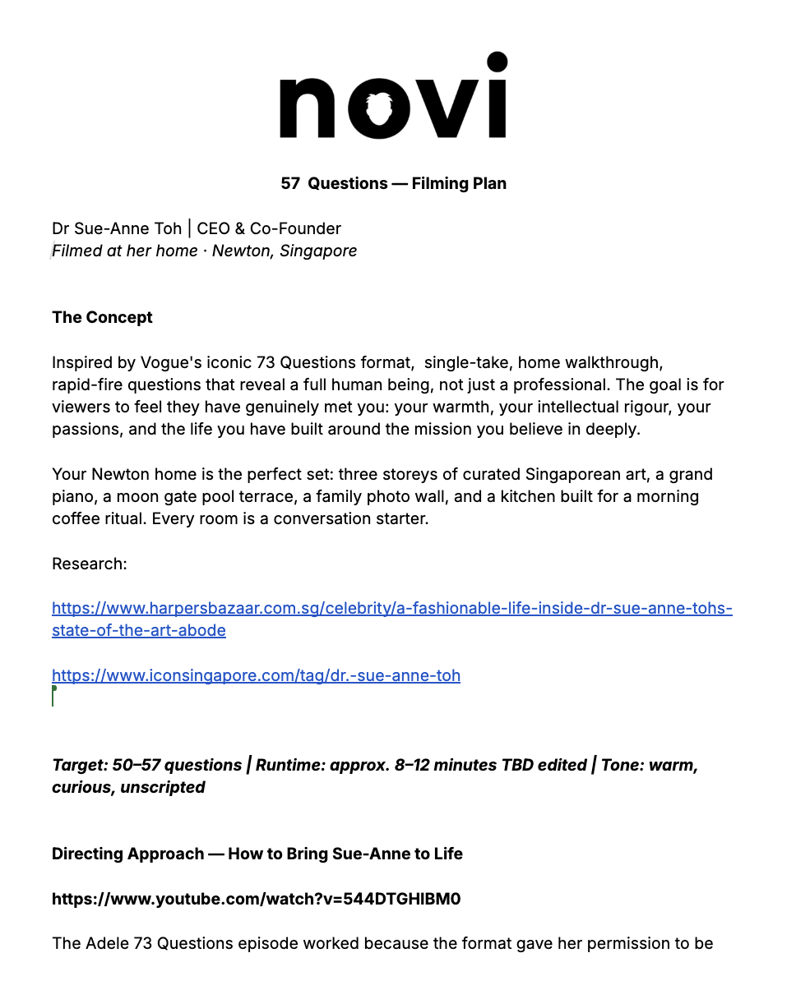 novi
57  Questions — Filming Plan
Dr Sue-Anne Toh | CEO & Co-Founder
Filmed at her home · Newton, Singapore
The Concept
Inspired by Vogue's iconic 73 Questions format,  single-take, home walkthrough,
rapid-fire questions that reveal a full human being, not just a professional. The goal is for
viewers to feel they have genuinely met you: your warmth, your intellectual rigour, your
passions, and the life you have built around the mission you believe in deeply.
Your Newton home is the perfect set: three storeys of curated Singaporean art, a grand
piano, a moon gate pool terrace, a family photo wall, and a kitchen built for a morning
coffee ritual. Every room is a conversation starter.
Research:
https://www.harpersbazaar.com.sg/celebrity/a-fashionable-life-inside-dr-sue-anne-tohs-
state-of-the-art-abode
https://www.iconsingapore.com/tag/dr.-sue-anne-toh
Target: 50–57 questions | Runtime: approx. 8–12 minutes TBD edited | Tone: warm,
curious, unscripted
Directing Approach — How to Bring Sue-Anne to Life
https://www.youtube.com/watch?v=544DTGHIBM0
The Adele 73 Questions episode worked because the format gave her permission to be